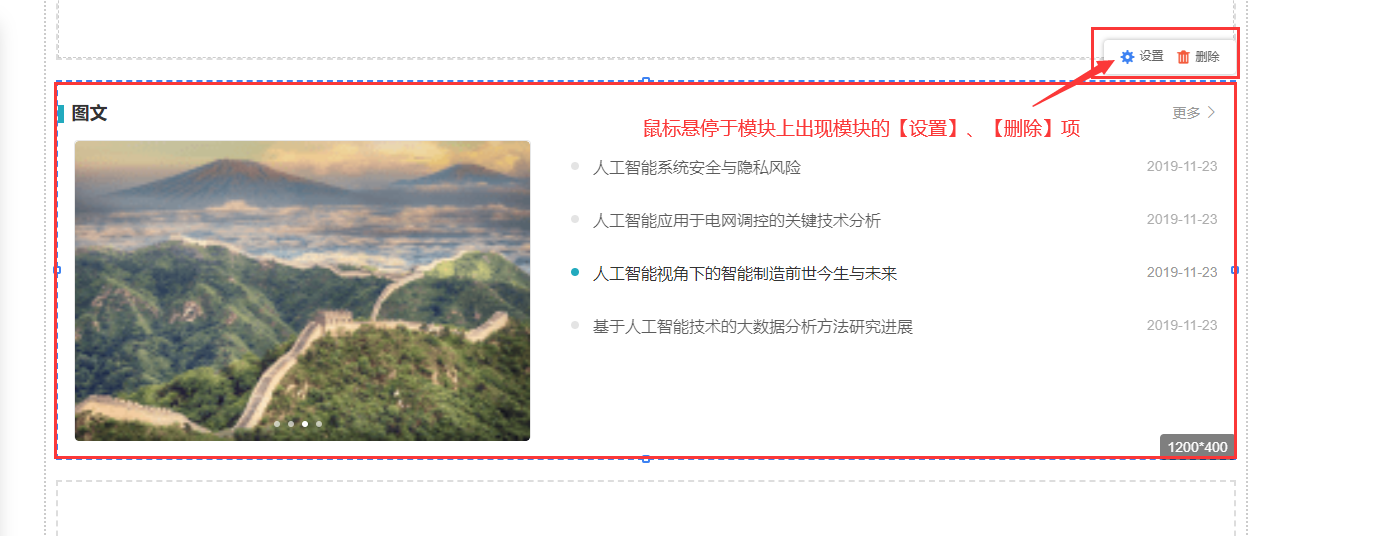 设置 删除
图文
更多
鼠标悬停于模块上出现模块的【设置】、【删除】项
人工智能系统安全与隐私风险 2019-11-23
人工智能应用于电网调控的关键技术分析 2019-11-23
人工智能视角下的智能制造前世今生与未来 2019-11-23
基于人工智能技术的大数据分析方法研究进展 2019-11-23
1200*400